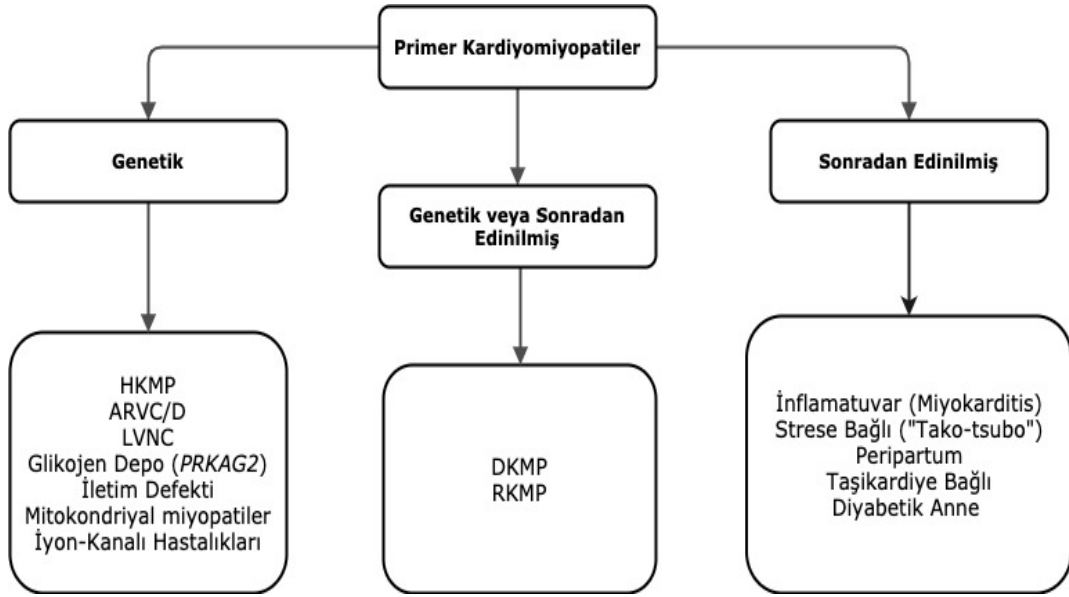 Primer Kardiyomiyopatiler
Genetik
Genetik veya Sonradan
Edinilmiş
Sonradan Edinilmiş
HKMP
ARVC/D
LVNC
Glikojen Depo (PRKAG2)
İletim Defekti
Mitokondriyal miyopatiler
İyon-Kanalı Hastalıkları
DKMP
RKMP
İnflamatuvar (Miyokarditis)
Strese Bağlı ("Tako-tsubo")
Peripartum
Taşikardiye Bağlı
Diyabetik Anne